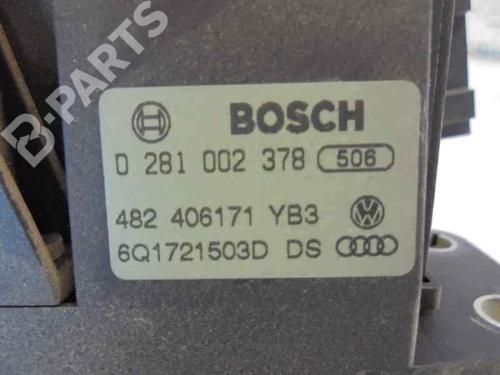 B-PARTS
BOSCH
0 281 002 378 506
482 406171 YB3
6Q1721503D DS